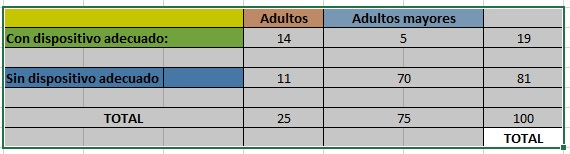 Adultos Adultos mayores
Con dispositivo adecuado: 14 5 19
Sin dispositivo adecuado 11 70 81
TOTAL 25 75 100
TOTAL